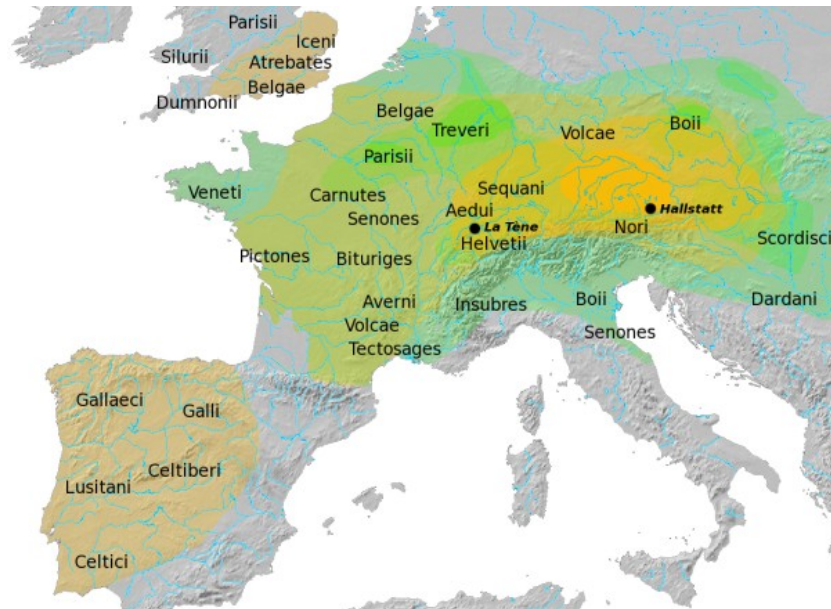 Parisii
Iceni
Silurii
Atrebates
Belgae
Dumnonii
Belgae
Treveri
Volcae
Boii
Parisii
Veneti
Carnutes
Sequani
Senones
Aedui
La Tène
Hallstatt
Helvetii
Nori
Scordisci
Pictones
Bituriges
Averni
Insubres
Boii
Dardani
Volcae
Tectosages
Senones
Gallaeci
Galli
Celtiberi
Lusitani
Celtici